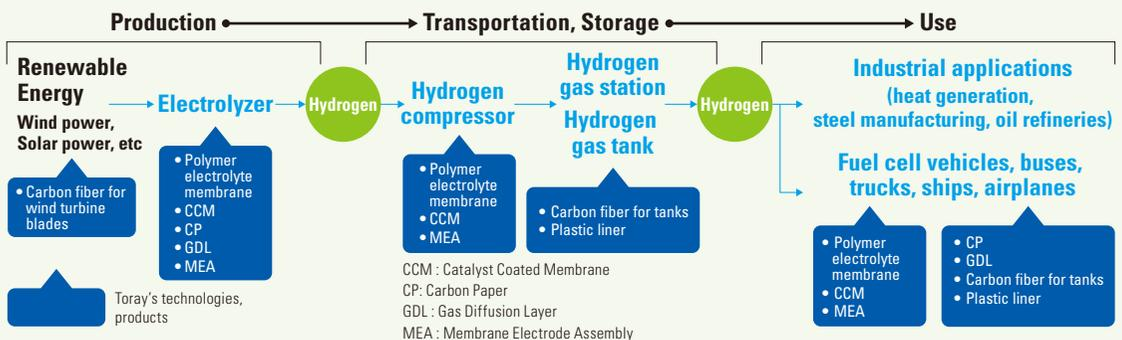 Production
Transportation, Storage
Use
Renewable
Energy
Wind power,
Solar power, etc
• Carbon fiber for
wind turbine
blades
Electrolyzer
• Polymer
electrolyte
membrane
• CCM
• CP
• GDL
• MEA
Hydrogen
Hydrogen
compressor
• Polymer
electrolyte
membrane
• CCM
• MEA
Hydrogen
gas station
Hydrogen
gas tank
• Carbon fiber for tanks
• Plastic liner
Hydrogen
Industrial applications
(heat generation,
steel manufacturing, oil refineries)
Fuel cell vehicles, buses,
trucks, ships, airplanes
• Polymer
electrolyte
membrane
• CCM
• MEA
• CP
• GDL
• Carbon fiber for tanks
• Plastic liner
Toray's technologies,
products
CCM : Catalyst Coated Membrane
CP: Carbon Paper
GDL : Gas Diffusion Layer
MEA : Membrane Electrode Assembly